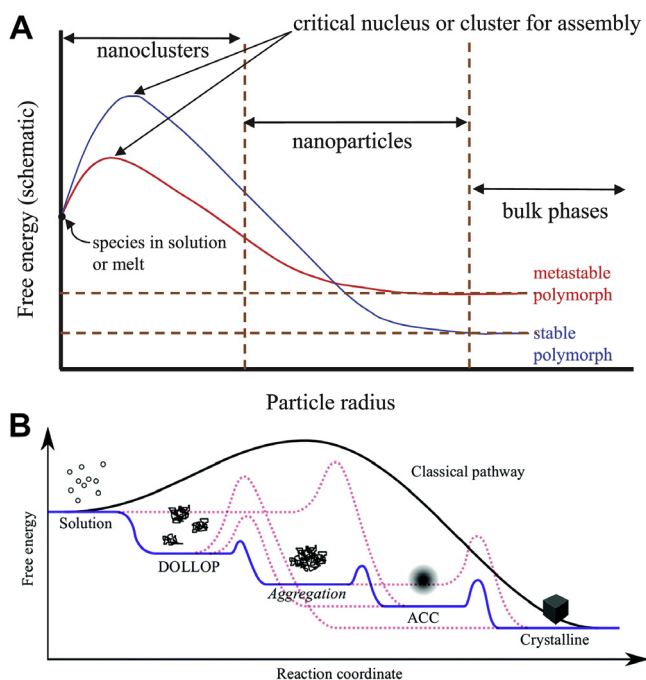 A
critical nucleus or cluster for assembly
nanoclusters
nanoparticles
bulk phases
species in solution
or melt
metastable
polymorph
stable
polymorph
Free energy (schematic)
Particle radius
B
Classical pathway
Solution
DOLLOP
Aggregation
ACC
Crystalline
Free energy
Reaction coordinate